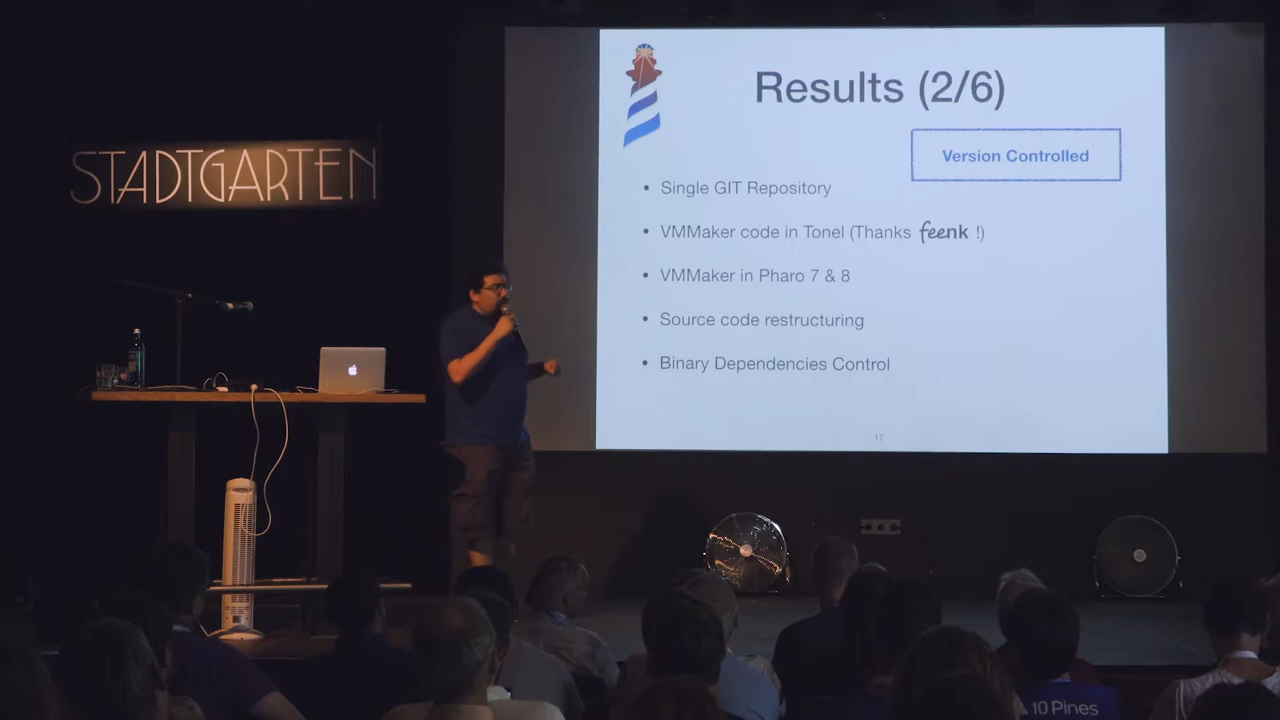 STADTGARTEN
Results (2/6)
Version Controlled
• Single GIT Repository
• VMMaker code in Tonel (Thanks feenk !)
• VMMaker in Pharo 7 & 8
• Source code restructuring
• Binary Dependencies Control
17
10 Pines